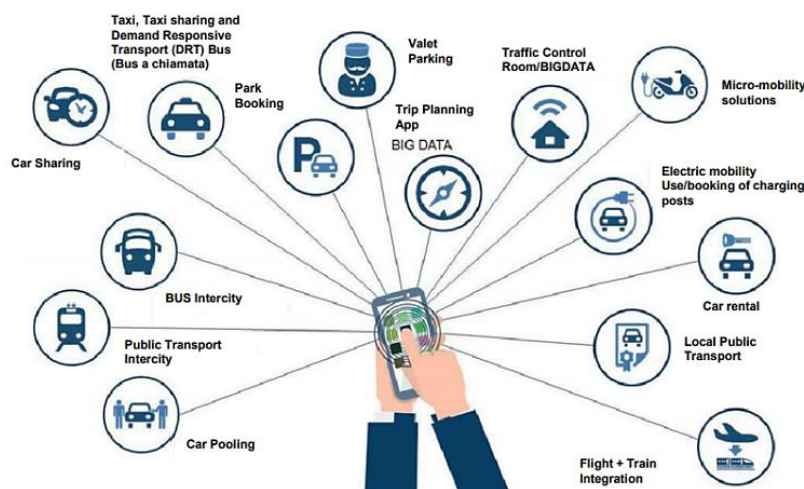 Taxi, Taxi sharing and
Demand Responsive
Transport (DRT) Bus
(Bus a chiamata)
Valet
Parking
Traffic Control
Room/BIGDATA
Micro-mobility
solutions
Park
Booking
Trip Planning
App
BIG DATA
Car Sharing
P
Electric mobility
Use/booking of charging
posts
BUS Intercity
Car rental
Public Transport
Intercity
Local Public
Transport
Car Pooling
Flight + Train
Integration